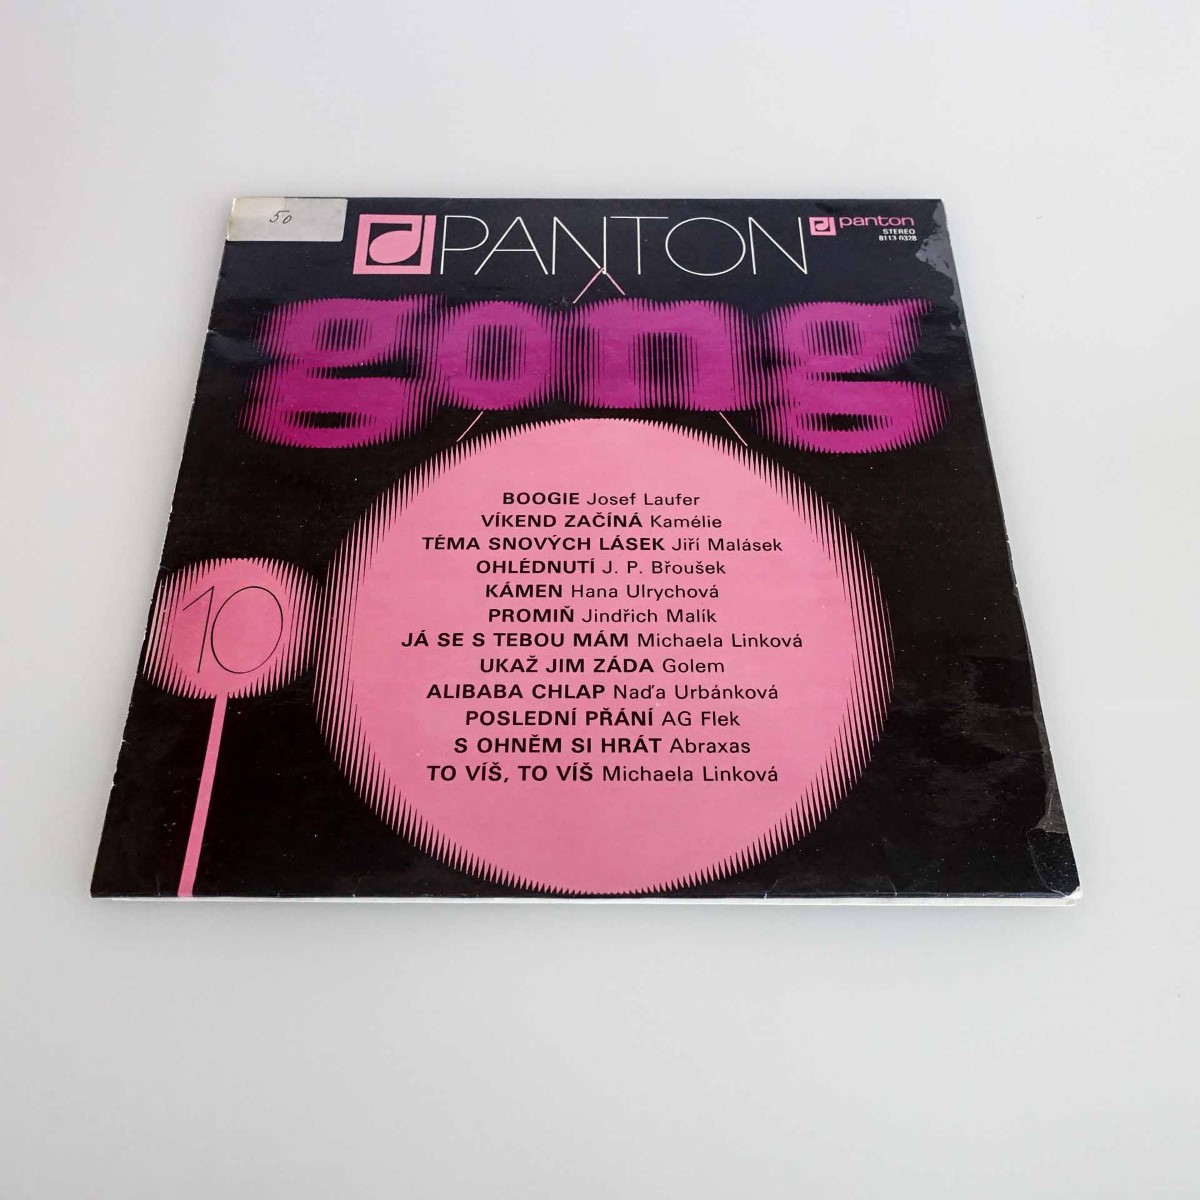 50
PANTON
panton
STEREO
8113 0328
gong
10
BOOGIE Josef Laufer
VÍKEND ZAČÍNÁ Kamélie
TÉMA SNOVÝCH LÁSEK Jiří Malásek
OHLÉDNUTÍ J. P. Břoušek
KÁMEN Hana Ulrychová
PROMIŇ Jindřich Malík
JÁ SE S TEBOU MÁM Michaela Linková
UKAŽ JIM ZÁDA Golem
ALIBABA CHLAP Naďa Urbánková
POSLEDNÍ PŘÁNÍ AG Flek
S OHNĚM SI HRÁT Abraxas
TO VÍŠ, TO VÍŠ Michaela Linková